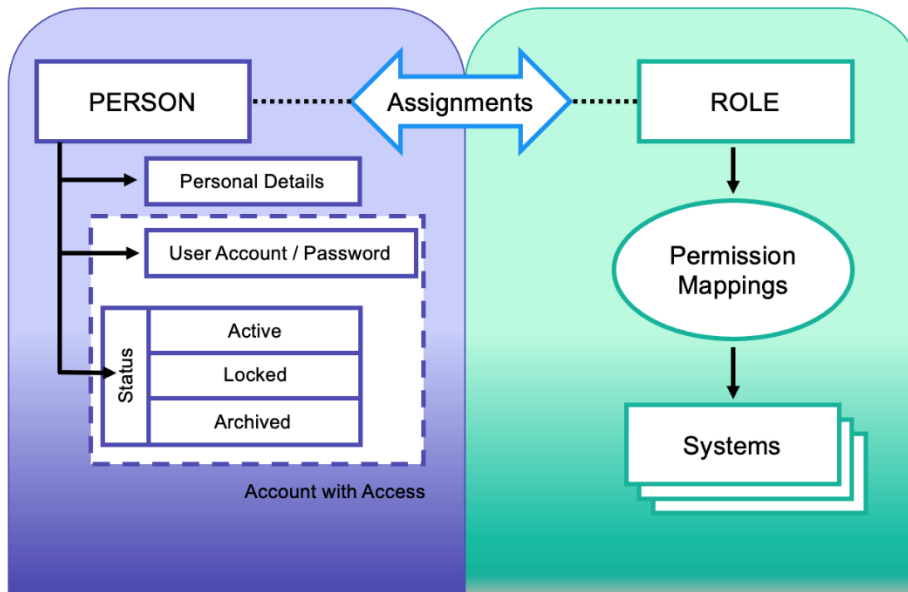 PERSON
Assignments
ROLE
Personal Details
User Account / Password
Status
Active
Locked
Archived
Account with Access
Permission
Mappings
Systems